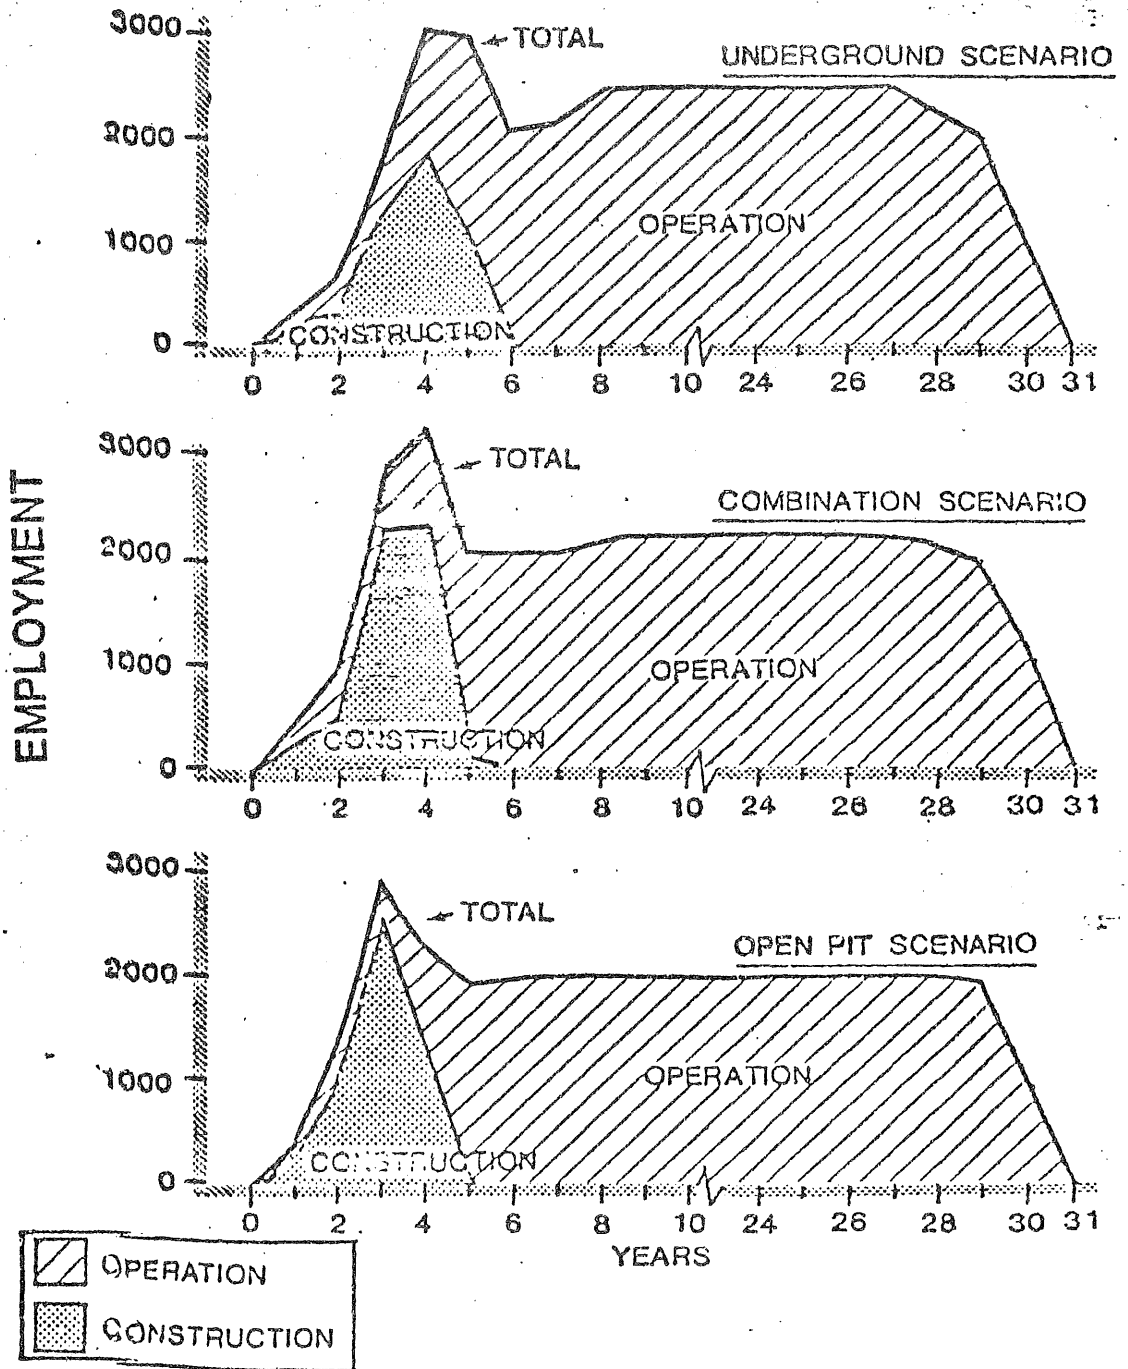 3000
TOTAL
UNDERGROUND SCENARIO
2000
OPERATION
1000
CONSTRUCTION
0
0 2 4 6 8 10 24 26 28 30 31
3000
TOTAL
COMBINATION SCENARIO
2000
EMPLOYMENT
1000
OPERATION
CONSTRUCTION
0
0 2 4 6 8 10 24 26 28 30 31
3000
TOTAL
OPEN PIT SCENARIO
2000
1000
OPERATION
CONSTRUCTION
0
0 2 4 6 8 10 24 26 28 30 31
YEARS
OPERATION
CONSTRUCTION